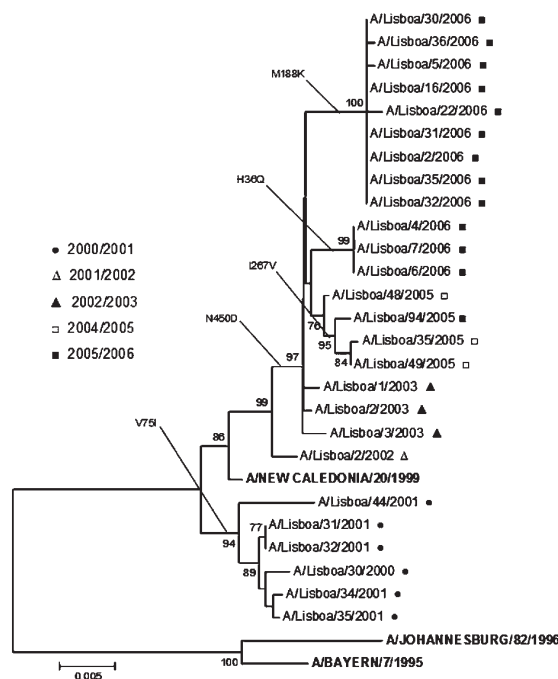 A/Lisboa/30/2006
A/Lisboa/36/2006
A/Lisboa/5/2006
M188K
A/Lisboa/16/2006
100
A/Lisboa/22/2006
A/Lisboa/31/2006
A/Lisboa/2/2006
A/Lisboa/35/2006
H36Q
A/Lisboa/32/2006
A/Lisboa/4/2006
99
A/Lisboa/7/2006
2000/2001
A/Lisboa/6/2006
I267V
2001/2002
A/Lisboa/48/2005
2002/2003
76
A/Lisboa/94/2005
N450D
95
A/Lisboa/35/2005
2004/2005
97
84
A/Lisboa/49/2005
2005/2006
A/Lisboa/1/2003
99
A/Lisboa/2/2003
V75I
86
A/Lisboa/3/2003
A/Lisboa/2/2002
A/NEW CALEDONIA/20/1999
A/Lisboa/44/2001
77
A/Lisboa/31/2001
94
A/Lisboa/32/2001
89
A/Lisboa/30/2000
A/Lisboa/34/2001
A/Lisboa/35/2001
A/JOHANNESBURG/82/1996
100
A/BAYERN/7/1995
0.005